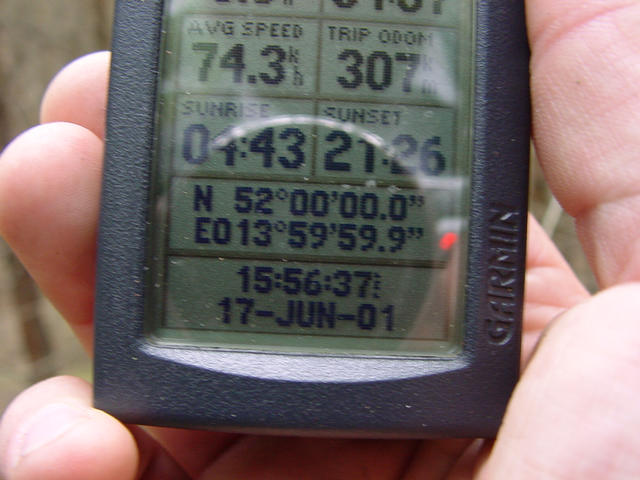 AVG SPEED TRIP ODOM
74.3 k/h 307 k/m
SUNRISE SUNSET
04:43 21:26
N 52°00'00.0"
E013°59'59.9"
15:56:37
17-JUN-01
GARMIN